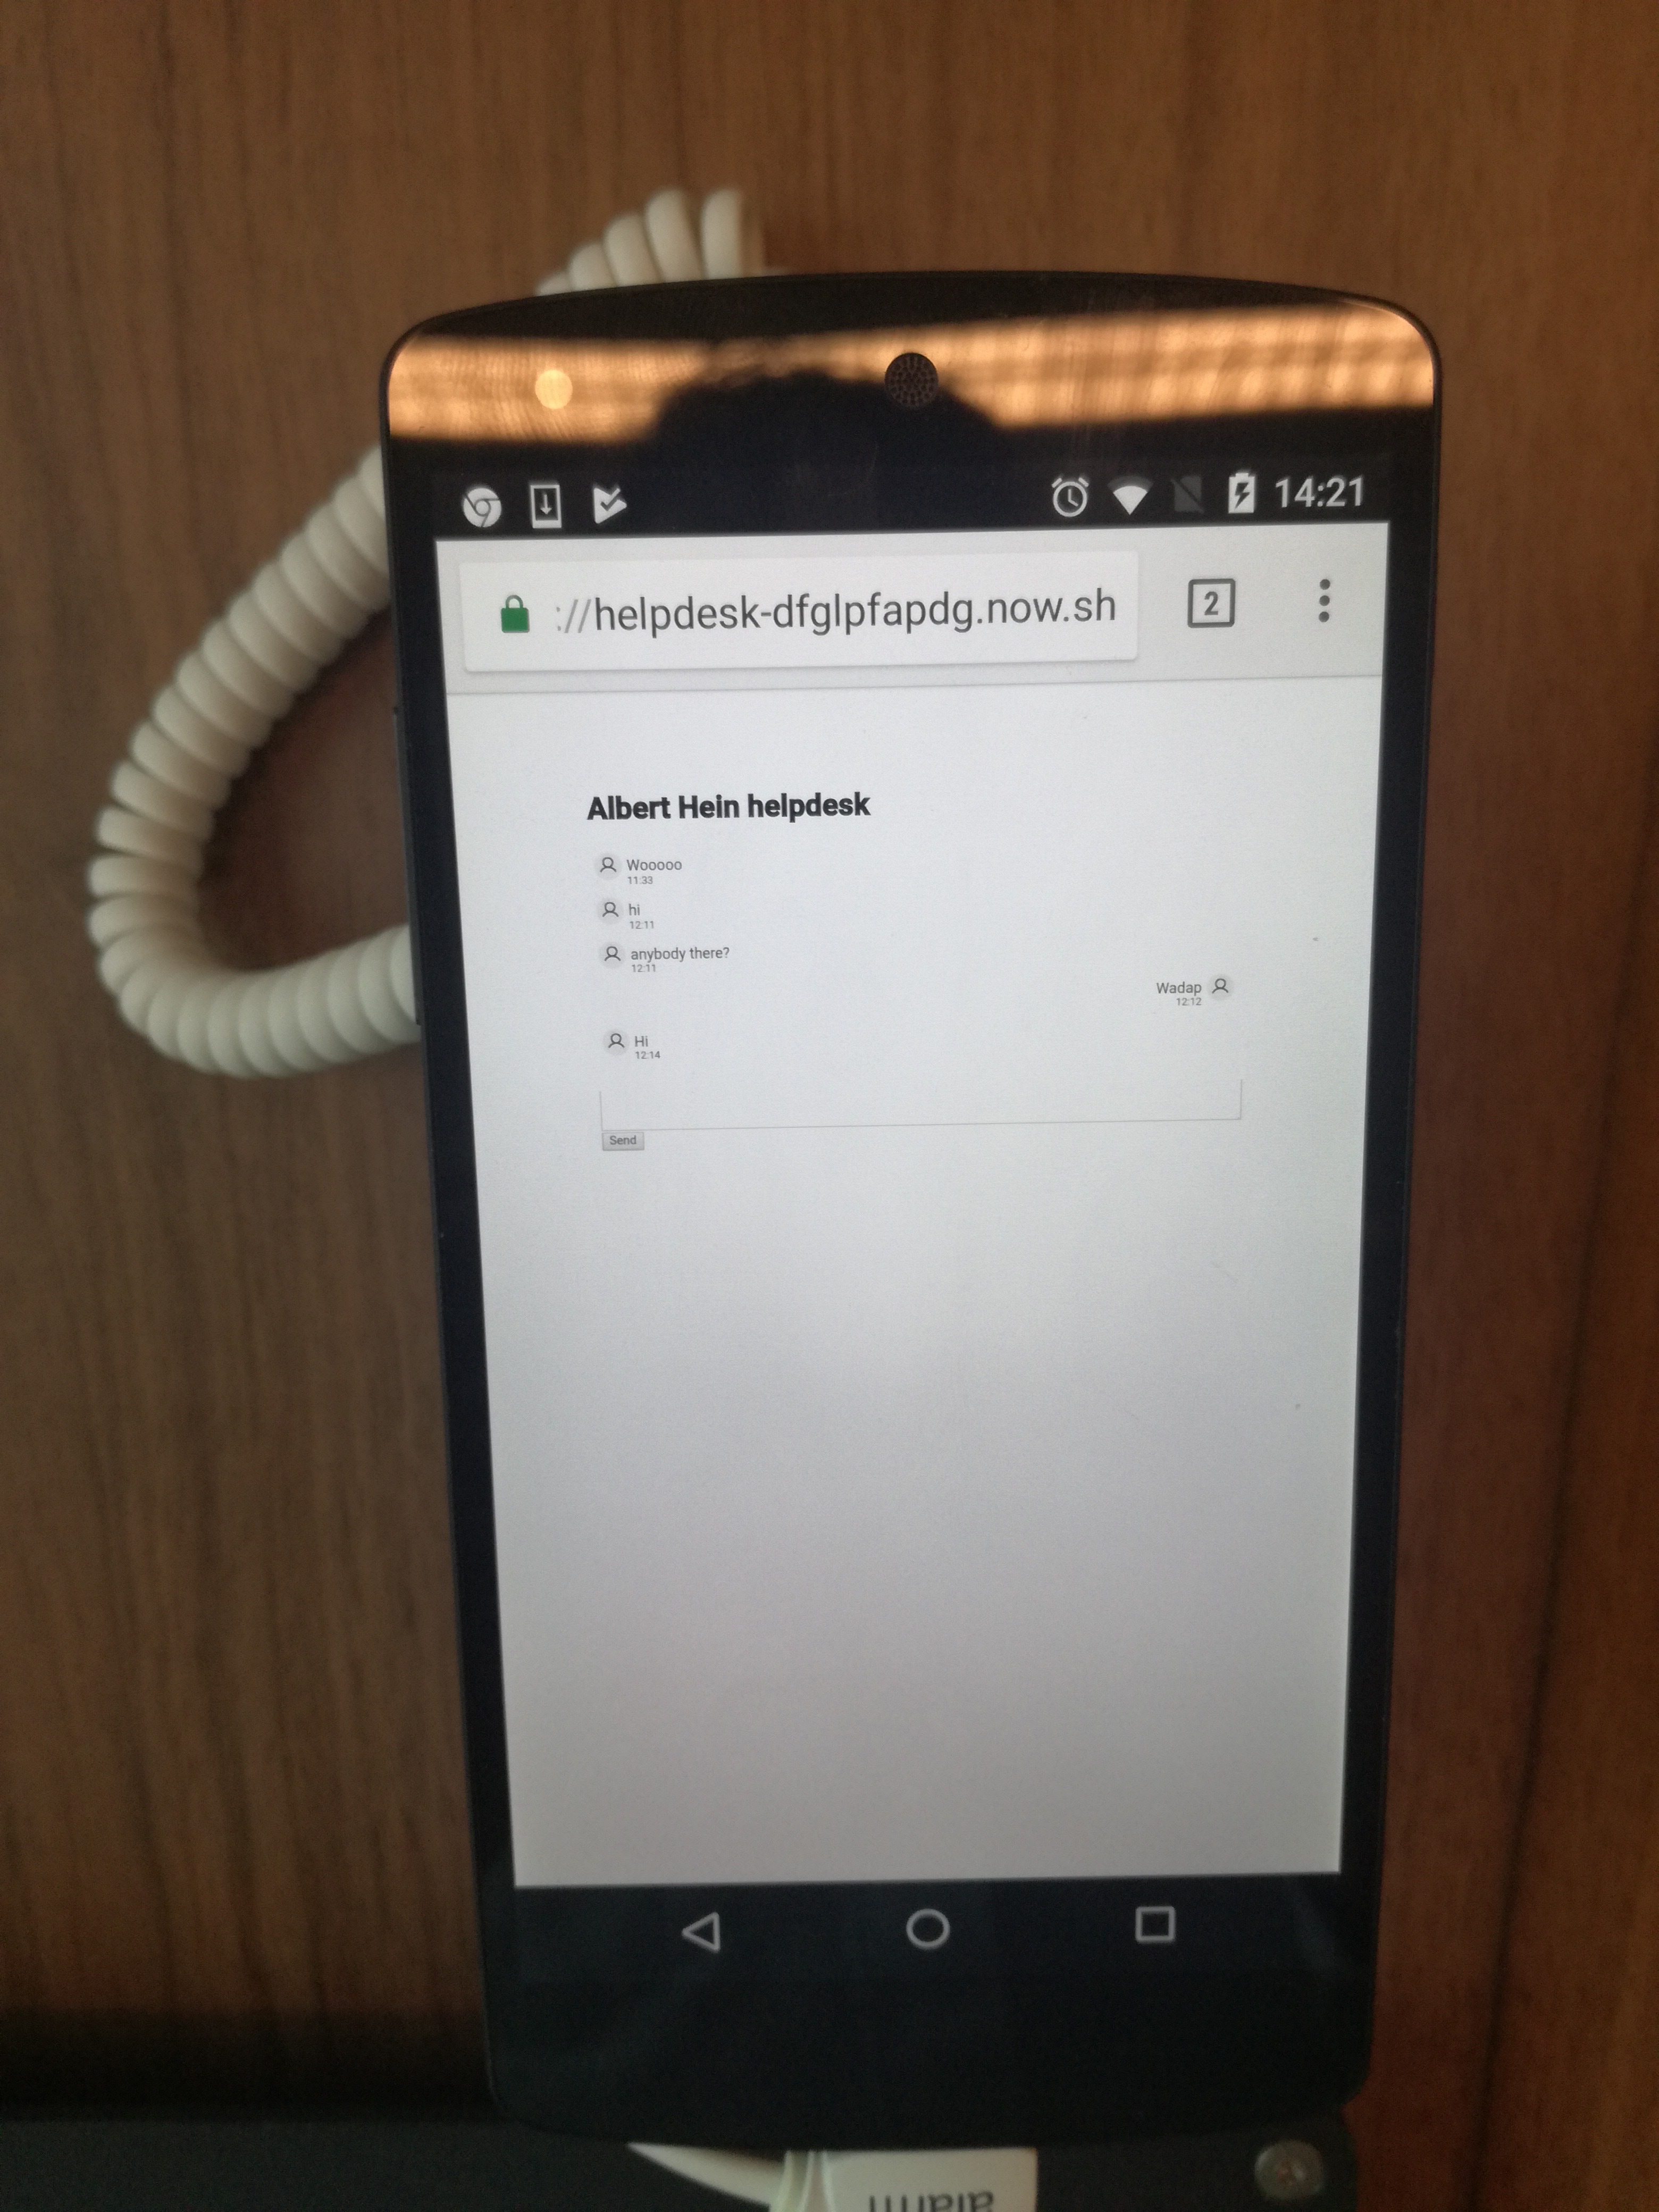 14:21
://helpdesk-dfglpfapdg.now.sh
2
Albert Hein helpdesk
Wooooo
11:33
hi
12:11
anybody there?
12:11
Wadap
12:12
Hi
12:14
Send
alarm